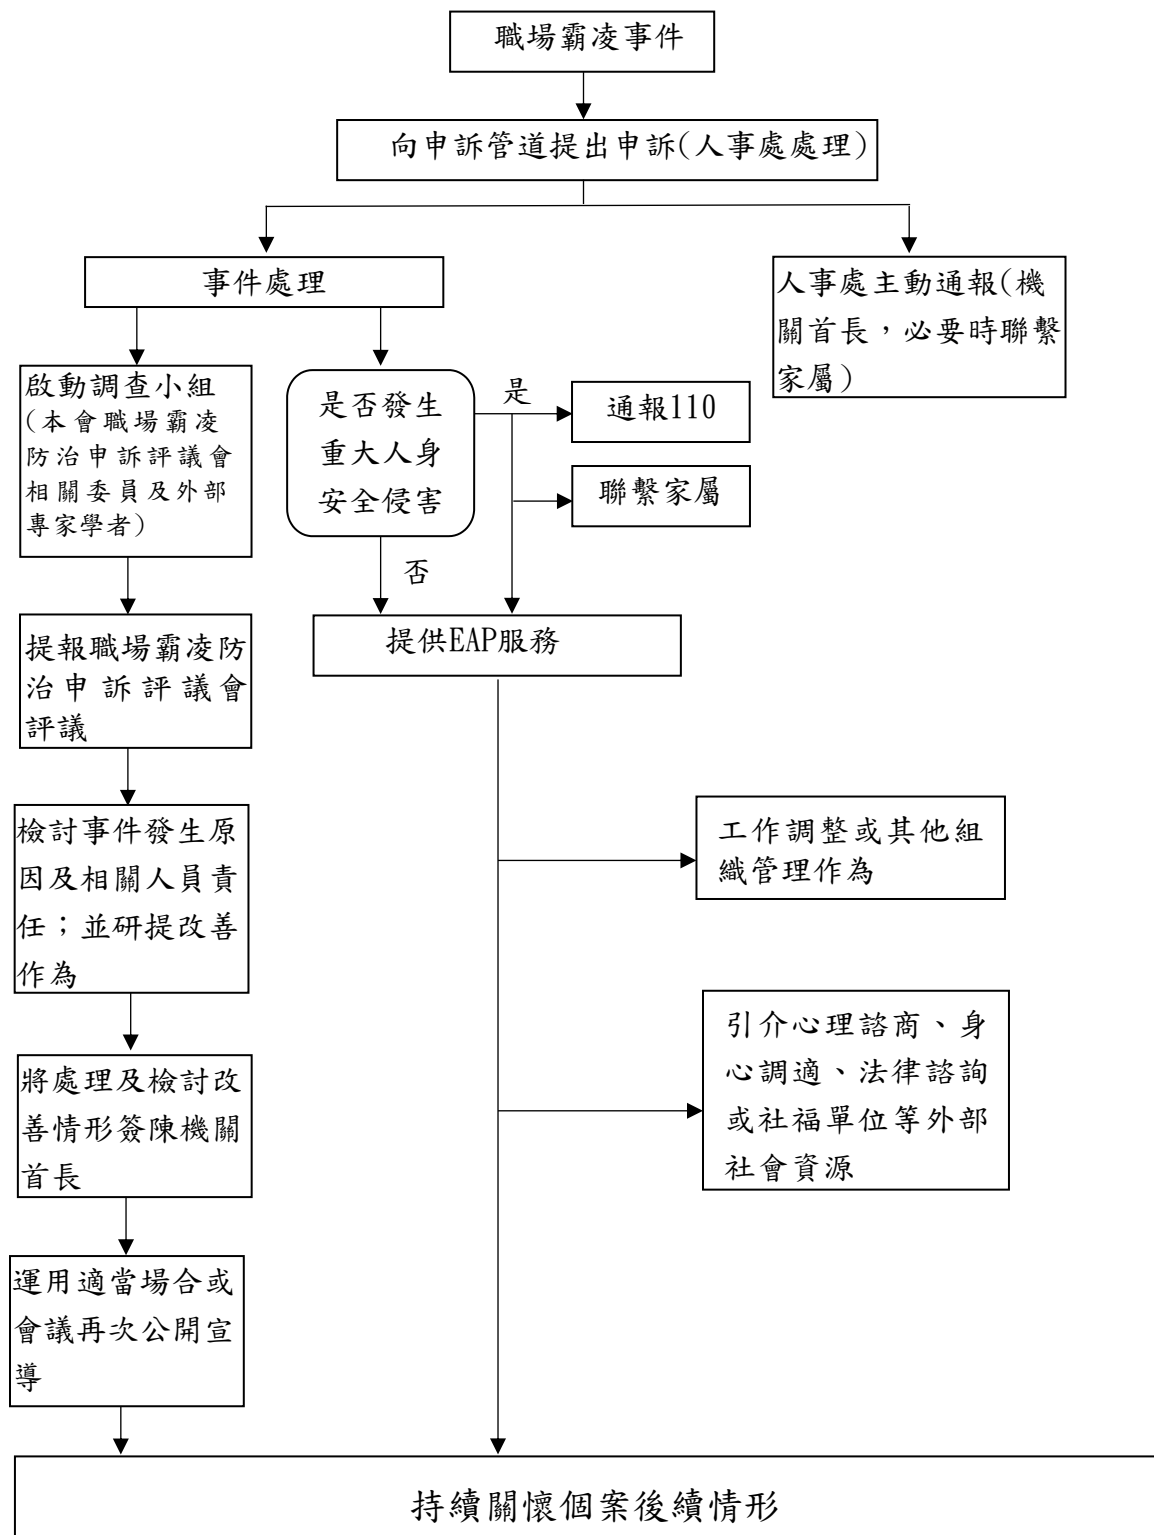 職場霸凌事件
向申訴管道提出申訴(人事處處理)
事件處理
人事處主動通報(機
關首長，必要時聯繫
家屬)
啟動調查小組
(本會職場霸凌
防治申訴評議會
相關委員及外部
專家學者)
是否發生
重大人身
安全侵害
是
通報110
聯繫家屬
否
提供EAP服務
提報職場霸凌防
治申訴評議會
評議
檢討事件發生原
因及相關人員責
任；並研提改善
作為
工作調整或其他組
織管理作為
引介心理諮商、身
心調適、法律諮詢
或社福單位等外部
社會資源
將處理及檢討改
善情形簽陳機關
首長
運用適當場合或
會議再次公開宣
導
持續關懷個案後續情形